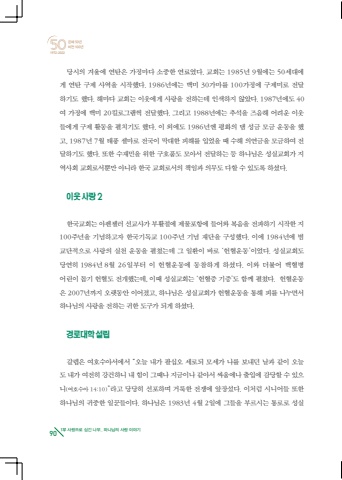 50
당시의 겨울에 연탄은 가정마다 소중한 연료였다. 교회는 1985년 9월에는 50세대에
게 연탄 구제 사역을 시작했다. 1986년에는 백미 30가마를 100가정에 구제미로 전달
하기도 했다. 해마다 교회는 이웃에게 사랑을 전하는데 인색하지 않았다. 1987년에도 40
여 가정에 백미 20킬로그램씩 전달했다. 그리고 1988년에는 추석을 즈음해 어려운 이웃
들에게 구제 활동을 펼치기도 했다. 이 외에도 1986년엔 평화의 댐 성금 모금 운동을 했
고, 1987년 7월 태풍 셀마로 전국이 막대한 피해를 입었을 때 수해 의연금을 모금하여 전
달하기도 했다. 또한 수재민을 위한 구호품도 모아서 전달하는 등 하나님은 성실교회가 지
역사회 교회로서뿐만 아니라 한국 교회로서의 책임과 의무도 다할 수 있도록 하셨다.
이웃 사랑 2
한국교회는 아펜젤러 선교사가 부활절에 제물포항에 들어와 복음을 전파하기 시작한 지
100주년을 기념하고자 한국기독교 100주년 기념 재단을 구성했다. 이에 1984년에 범
교단적으로 사랑의 실천 운동을 펼쳤는데 그 일환이 바로 ‘헌혈운동’이었다. 성실교회도
당연히 1984년 8월 26일부터 이 헌혈운동에 동참하게 하셨다. 이와 더불어 백혈병
어린이 돕기 헌혈도 전개했는데, 이때 성실교회는 ‘헌혈증 기증’도 함께 펼쳤다. 헌혈운동
은 2007년까지 오랫동안 이어졌고, 하나님은 성실교회가 헌혈운동을 통해 피를 나누면서
하나님의 사랑을 전하는 귀한 도구가 되게 하셨다.
경로대학 설립
갈렙은 여호수아서에서 “오늘 내가 팔십오 세로되 모세가 나를 보내던 날과 같이 오늘
도 내가 여전히 강건하니 내 힘이 그때나 지금이나 같아서 싸움에나 출입에 감당할 수 있으
니(여호수아 14:10)”라고 당당히 선포하며 거룩한 전쟁에 앞장섰다. 이처럼 시니어들 또한
하나님의 귀중한 일꾼들이다. 하나님은 1983년 4월 2일에 그들을 부르시는 통로로 성실
90
1부 사랑으로 심긴 나무, 하나님의 사랑 이야기